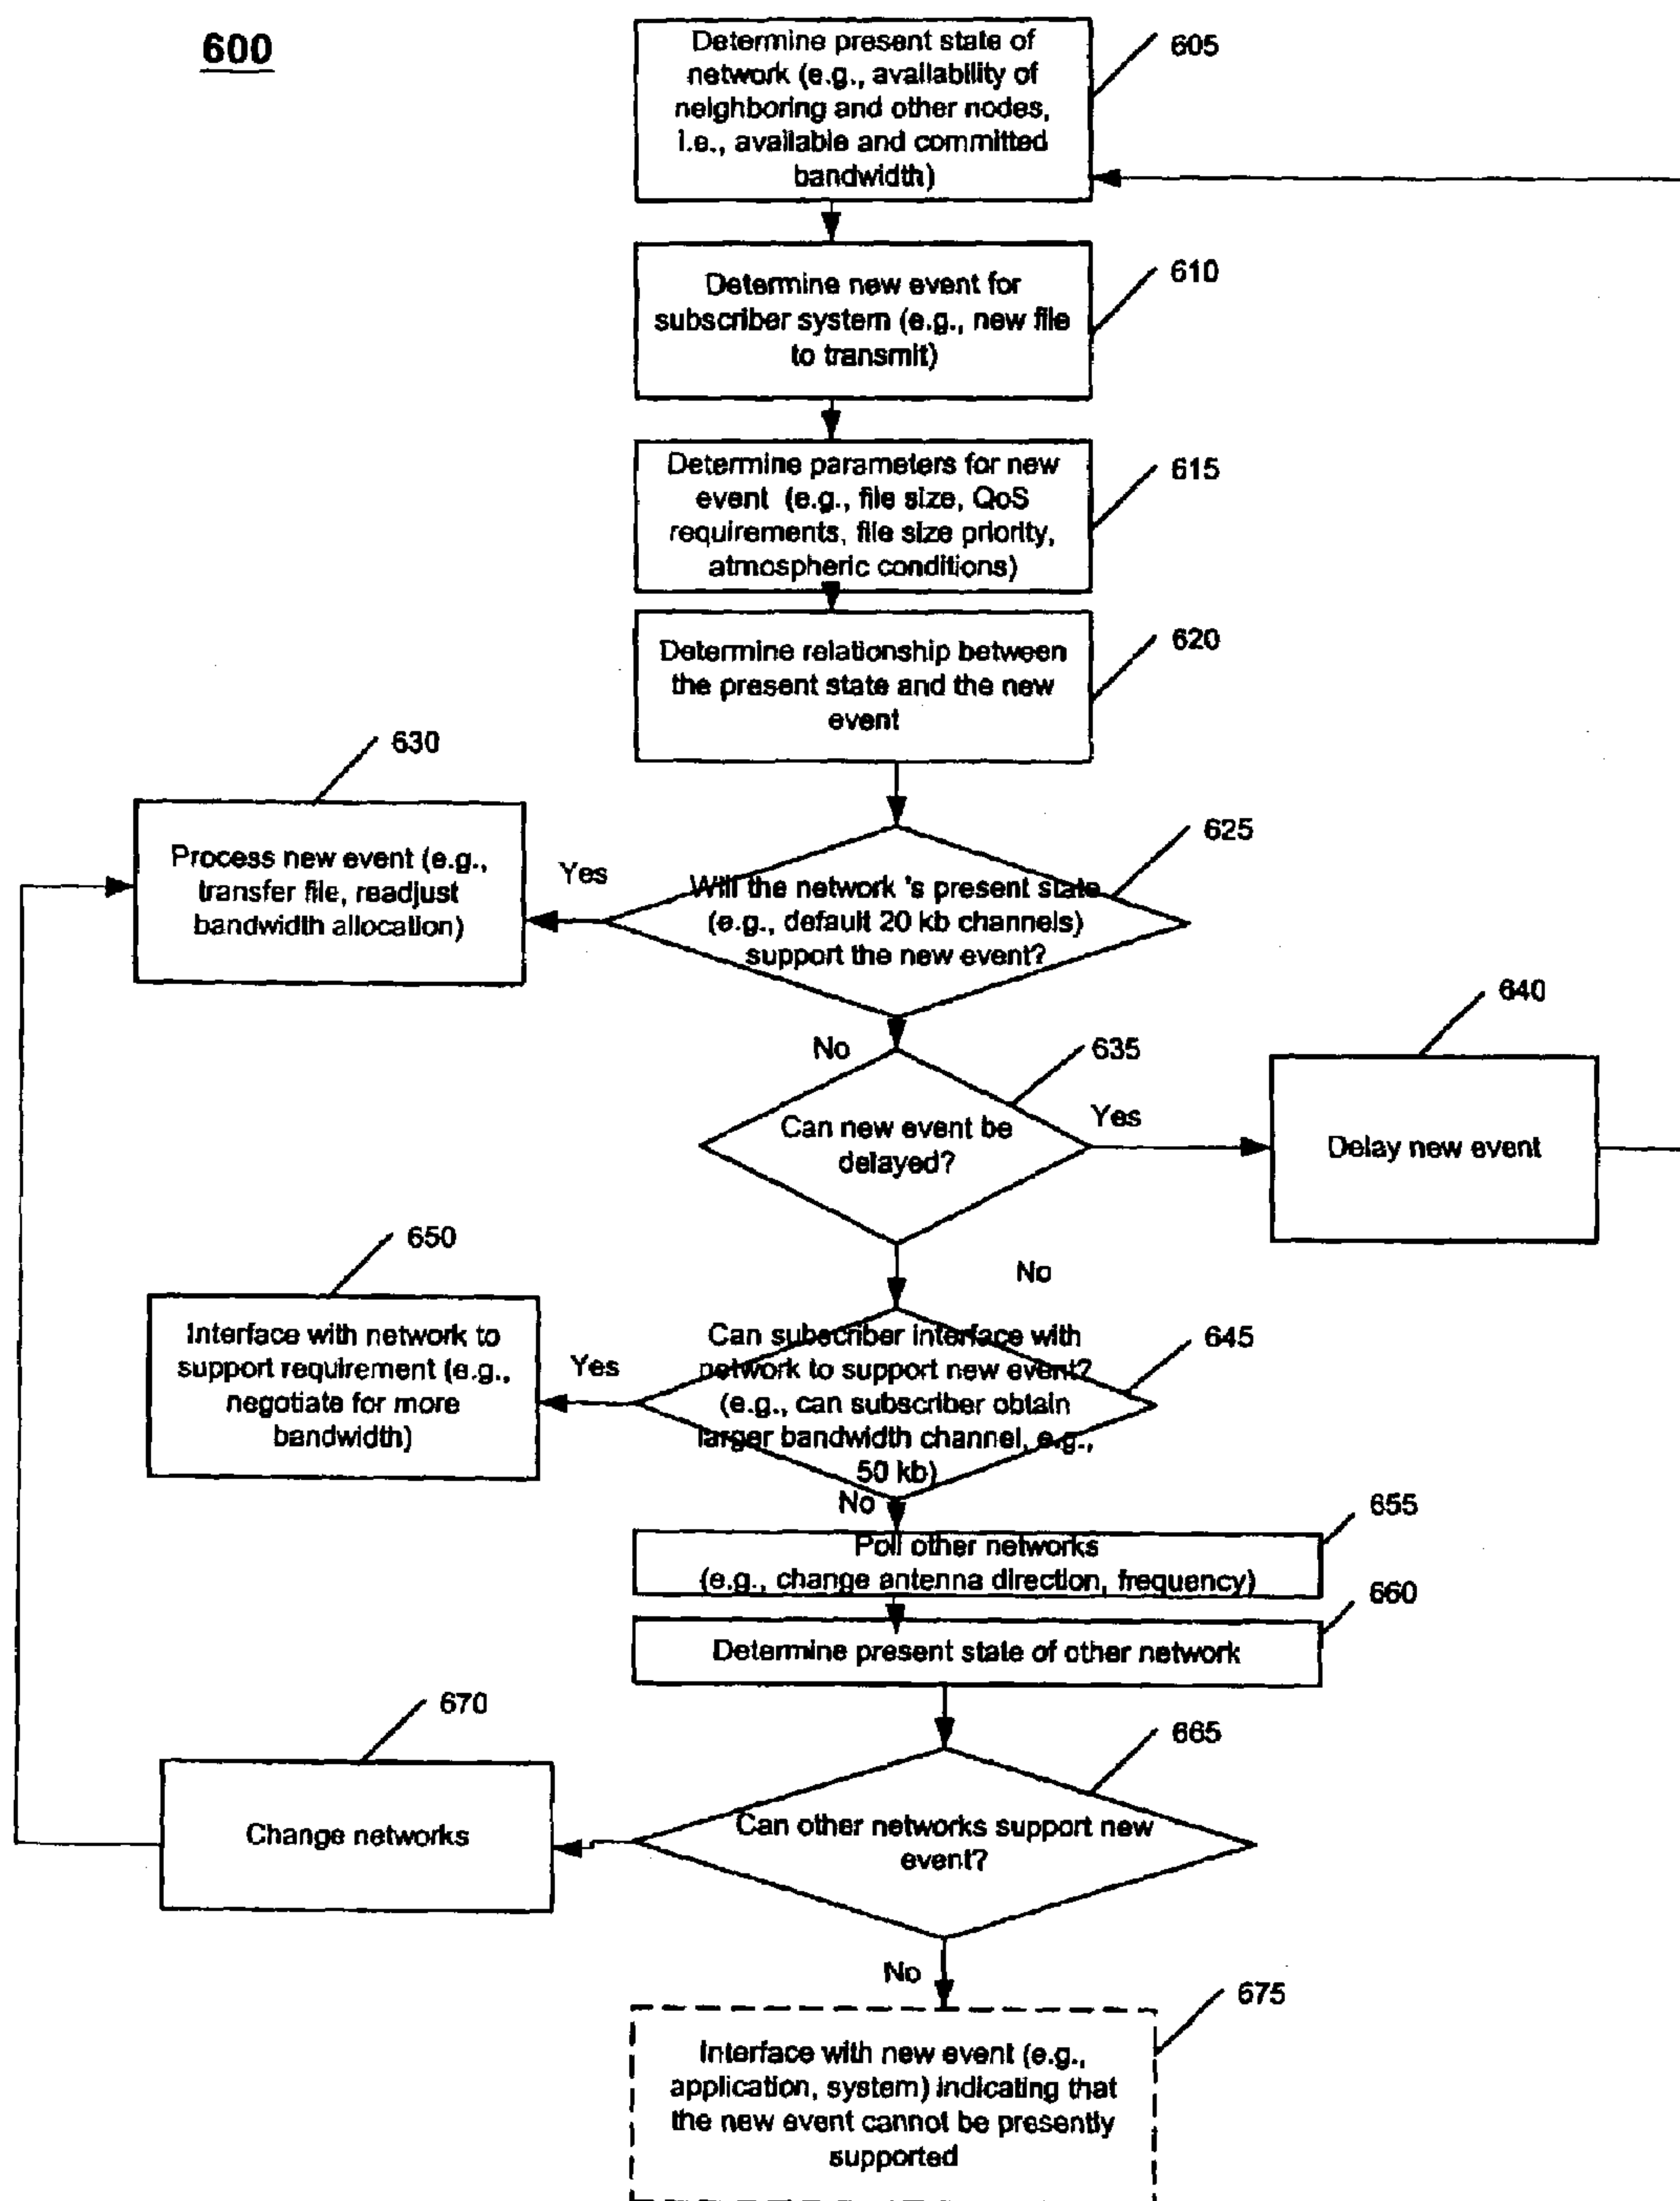 600
Determine present state of
network (e.g., availability of
neighboring and other nodes,
i.e., available and committed
bandwidth)
605
Determine new event for
subscriber system (e.g., new file
to transmit)
610
Determine parameters for new
event (e.g., file size, QoS
requirements, file size priority,
atmospheric conditions)
615
Determine relationship between
the present state and the new
event
620
630
Process new event (e.g.,
transfer file, readjust
bandwidth allocation)
Yes
Will the network 's present state
(e.g., default 20 kb channels)
support the new event?
625
No
Can new event be
delayed?
635
Yes
640
Delay new event
No
650
Interface with network to
support requirement (e.g.,
negotiate for more
bandwidth)
Yes
Can subscriber interface with
network to support new event?
(e.g., can subscriber obtain
larger bandwidth channel, e.g.,
50 kb)
645
No
Poll other networks
(e.g., change antenna direction, frequency)
655
Determine present state of other network
660
670
Change networks
Can other networks support new
event?
665
No
Interface with new event (e.g.,
application, system) indicating that
the new event cannot be presently
supported
675